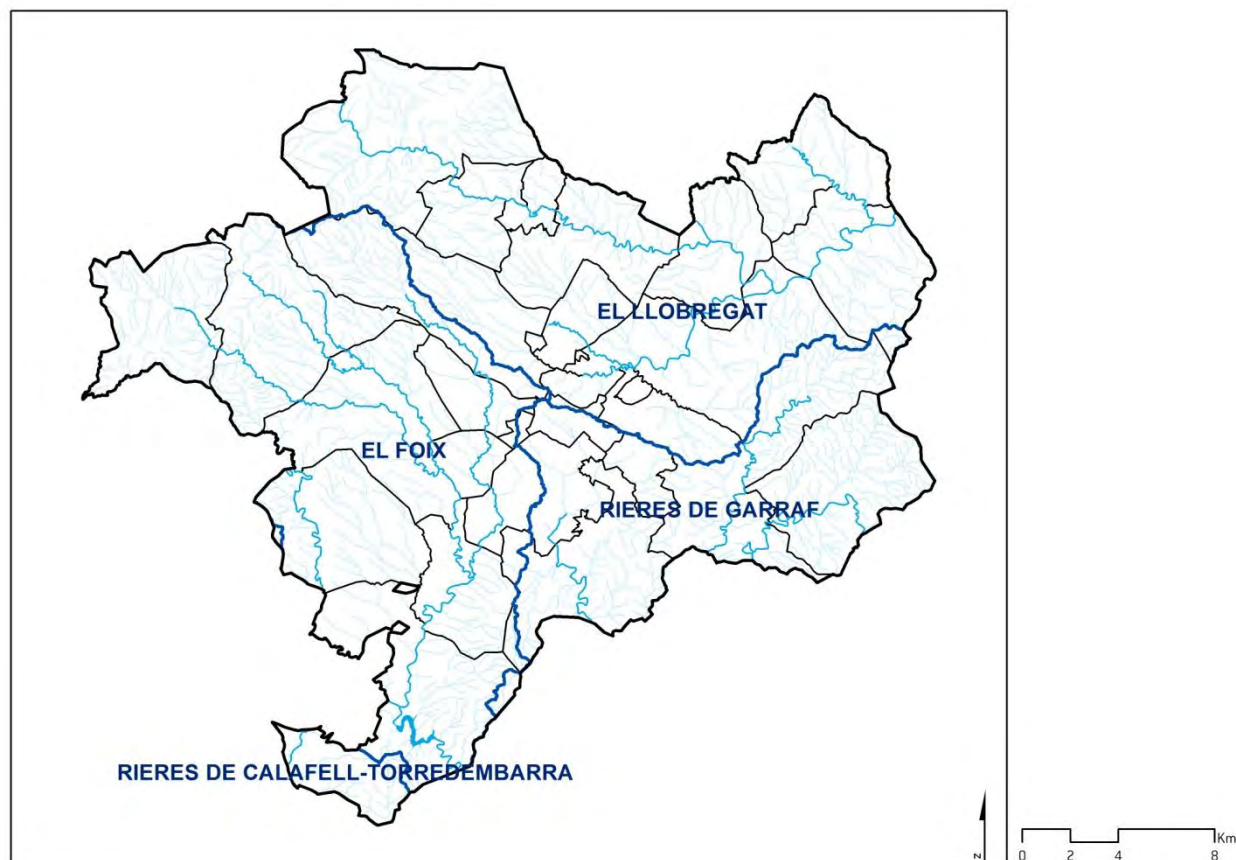 EL LLOBREGAT
EL FOIX
RIERES DE GARRAF
RIERES DE CALAFELL-TORREDEMBARRA
N
Km
0 2 4 8